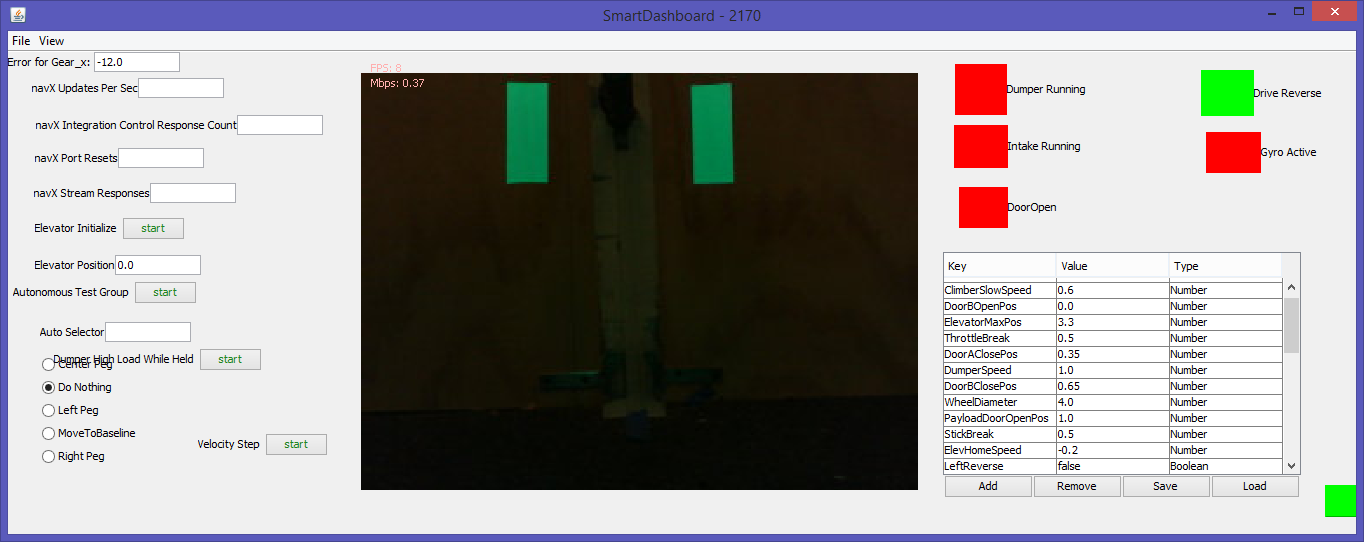 SmartDashboard - 2170
File View
Error for Gear_x: -12.0
navX Updates Per Sec
navX Integration Control Response Count
navX Port Resets
navX Stream Responses
Elevator Initialize start
Elevator Position 0.0
Autonomous Test Group start
Auto Selector
Dumper High Load While Held start
Center Peg
Do Nothing
Left Peg
MoveToBaseline
Right Peg
Velocity Step start
FPS: 8
Mbps: 0.37
Dumper Running
Drive Reverse
Intake Running
Gyro Active
DoorOpen
Key Value Type
ClimberSlowSpeed 0.6 Number
DoorBOpenPos 0.0 Number
ElevatorMaxPos 3.3 Number
ThrottleBreak 0.5 Number
DoorAClosePos 0.35 Number
DumperSpeed 1.0 Number
DoorBClosePos 0.65 Number
WheelDiameter 4.0 Number
PayloadDoorOpenPos 1.0 Number
StickBreak 0.5 Number
ElevHomeSpeed -0.2 Number
LeftReverse false Boolean
Add Remove Save Load